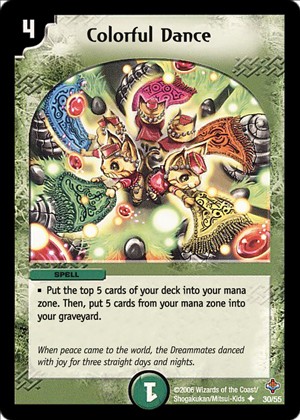 4
Colorful Dance
SPELL
▪ Put the top 5 cards of your deck into your mana
zone. Then, put 5 cards from your mana zone into
your graveyard.
When peace came to the world, the Dreammates danced
with joy for three straight days and nights.
1
©2006 Wizards of the Coast/
Shogakukan/Mitsui-Kids ✦ 30/55